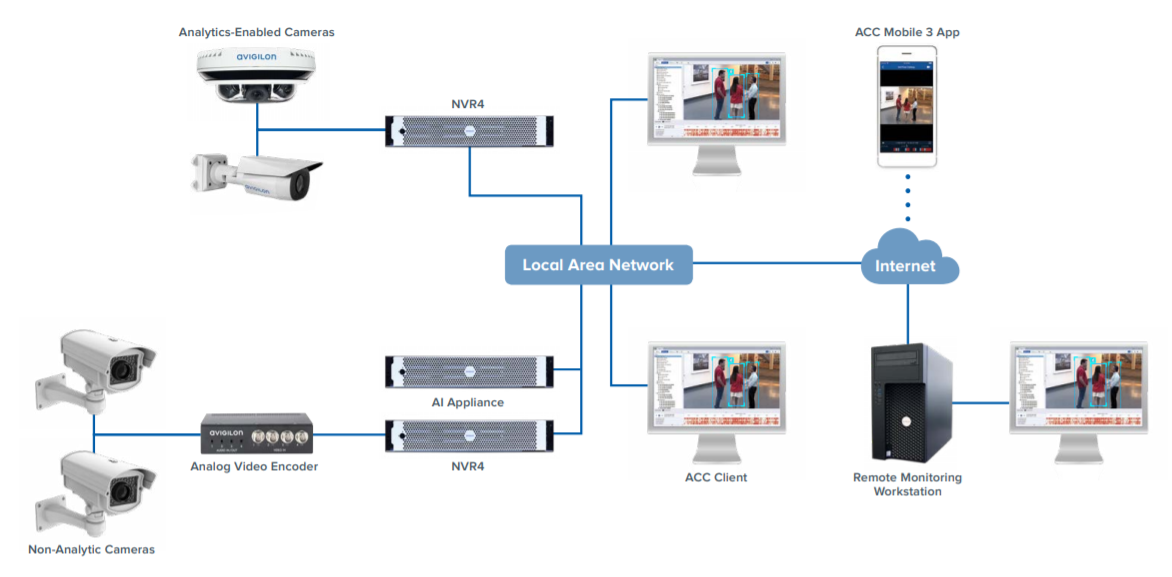 Analytics-Enabled Cameras
ACC Mobile 3 App
AVIGILON
NVR4
AVIGILON
Local Area Network
Internet
AI Appliance
AVIGILON
Analog Video Encoder
NVR4
ACC Client
Remote Monitoring
Workstation
Non-Analytic Cameras